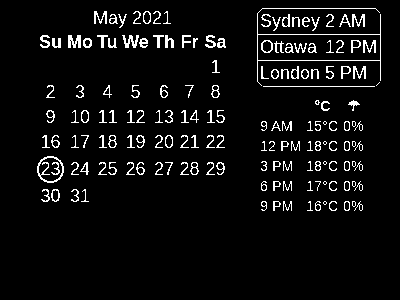 May 2021
Su Mo Tu We Th Fr Sa
1
2 3 4 5 6 7 8
9 10 11 12 13 14 15
16 17 18 19 20 21 22
23 24 25 26 27 28 29
30 31
Sydney 2 AM
Ottawa 12 PM
London 5 PM
°C ☂
9 AM 15°C 0%
12 PM 18°C 0%
3 PM 18°C 0%
6 PM 17°C 0%
9 PM 16°C 0%